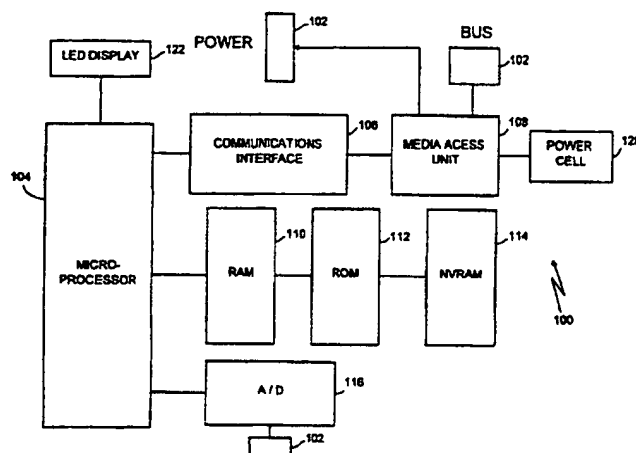 102
POWER
BUS
LED DISPLAY
122
102
106
108
COMMUNICATIONS
INTERFACE
MEDIA ACESS
UNIT
POWER
CELL
104
110
112
114
MICRO-
PROCESSOR
RAM
ROM
NVRAM
100
A / D
116
102